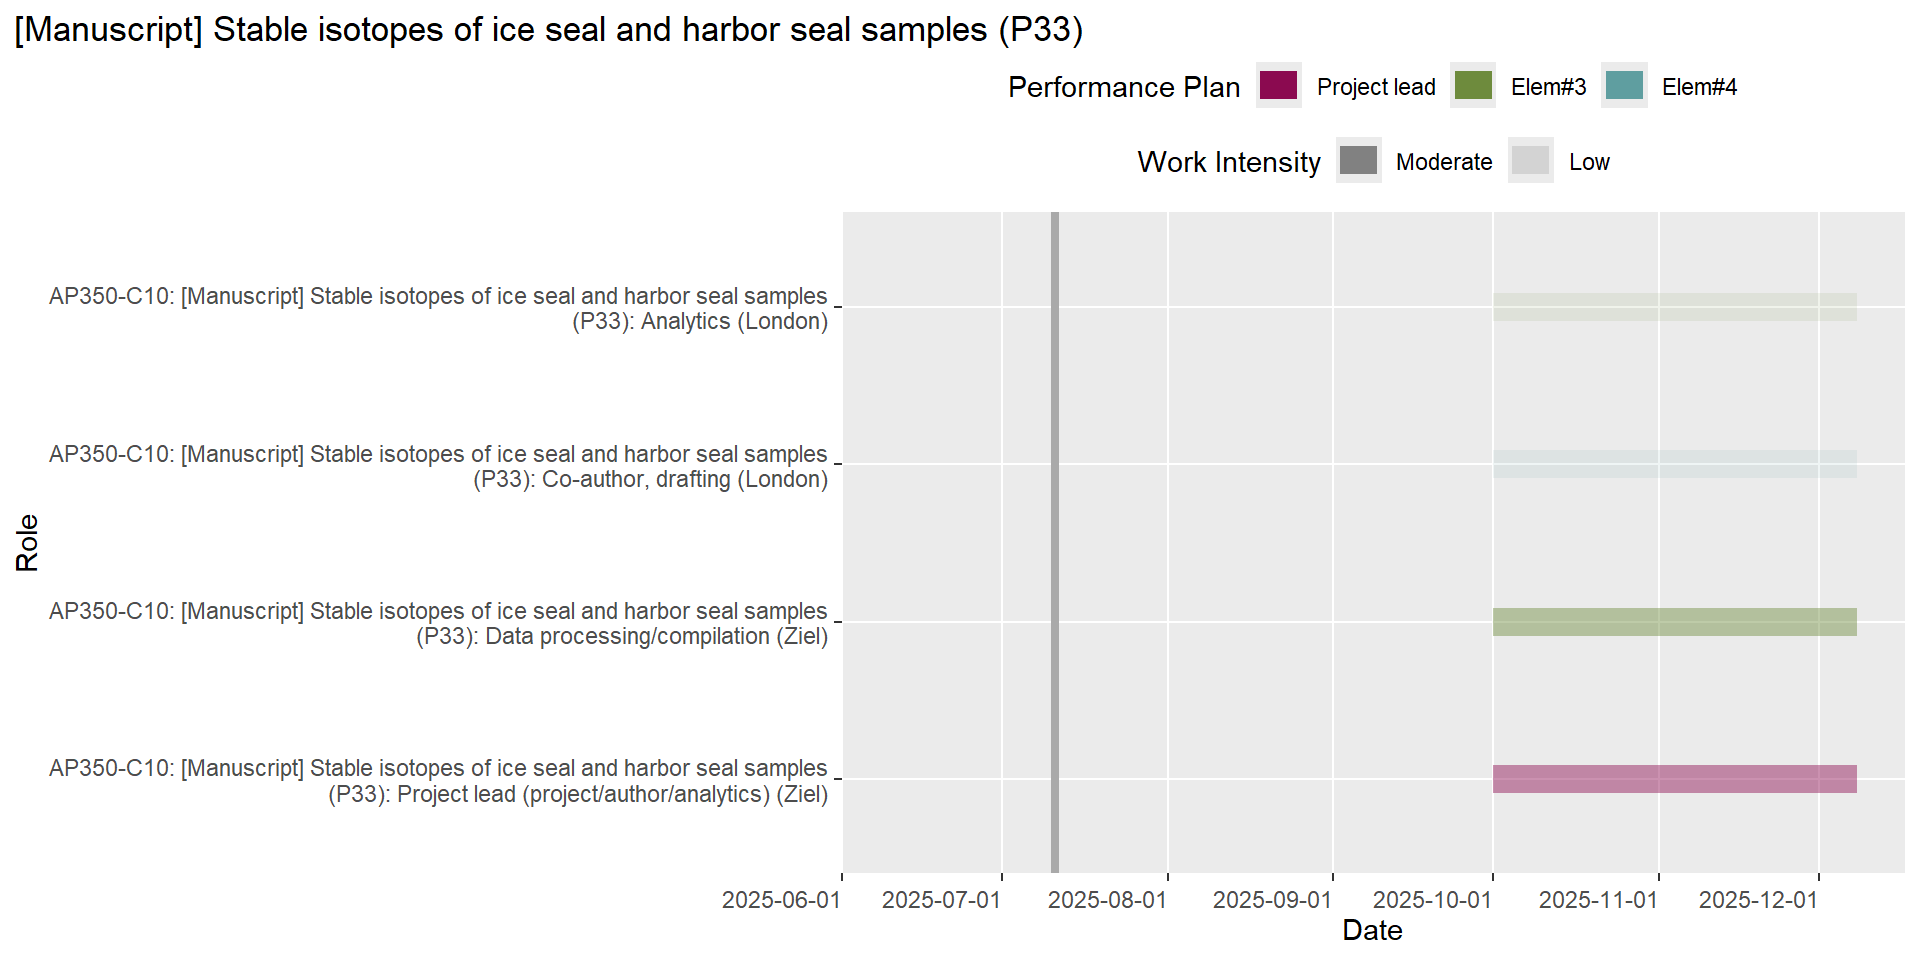 [Manuscript] Stable isotopes of ice seal and harbor seal samples (P33)
Performance Plan Project lead Elem#3 Elem#4
Work Intensity Moderate Low
AP350-C10: [Manuscript] Stable isotopes of ice seal and harbor seal samples
(P33): Analytics (London)
AP350-C10: [Manuscript] Stable isotopes of ice seal and harbor seal samples
(P33): Co-author, drafting (London)
Role
AP350-C10: [Manuscript] Stable isotopes of ice seal and harbor seal samples
(P33): Data processing/compilation (Ziel)
AP350-C10: [Manuscript] Stable isotopes of ice seal and harbor seal samples
(P33): Project lead (project/author/analytics) (Ziel)
2025-06-01 2025-07-01 2025-08-01 2025-09-01 2025-10-01 2025-11-01 2025-12-01
Date